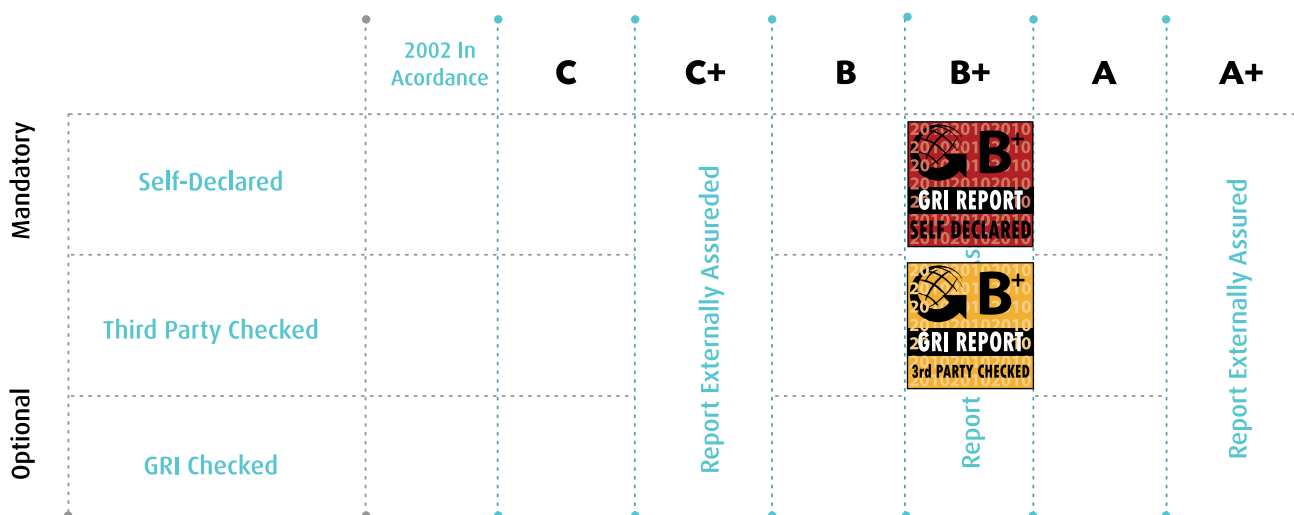 2002 In
Acordance
C
C+
B
B+
A
A+
Mandatory
Self-Declared
Third Party Checked
Optional
GRI Checked
Report Externally Assureded
B+
GRI REPORT
SELF DECLARED
B+
GRI REPORT
3rd PARTY CHECKED
Report
s
Report Externally Assured